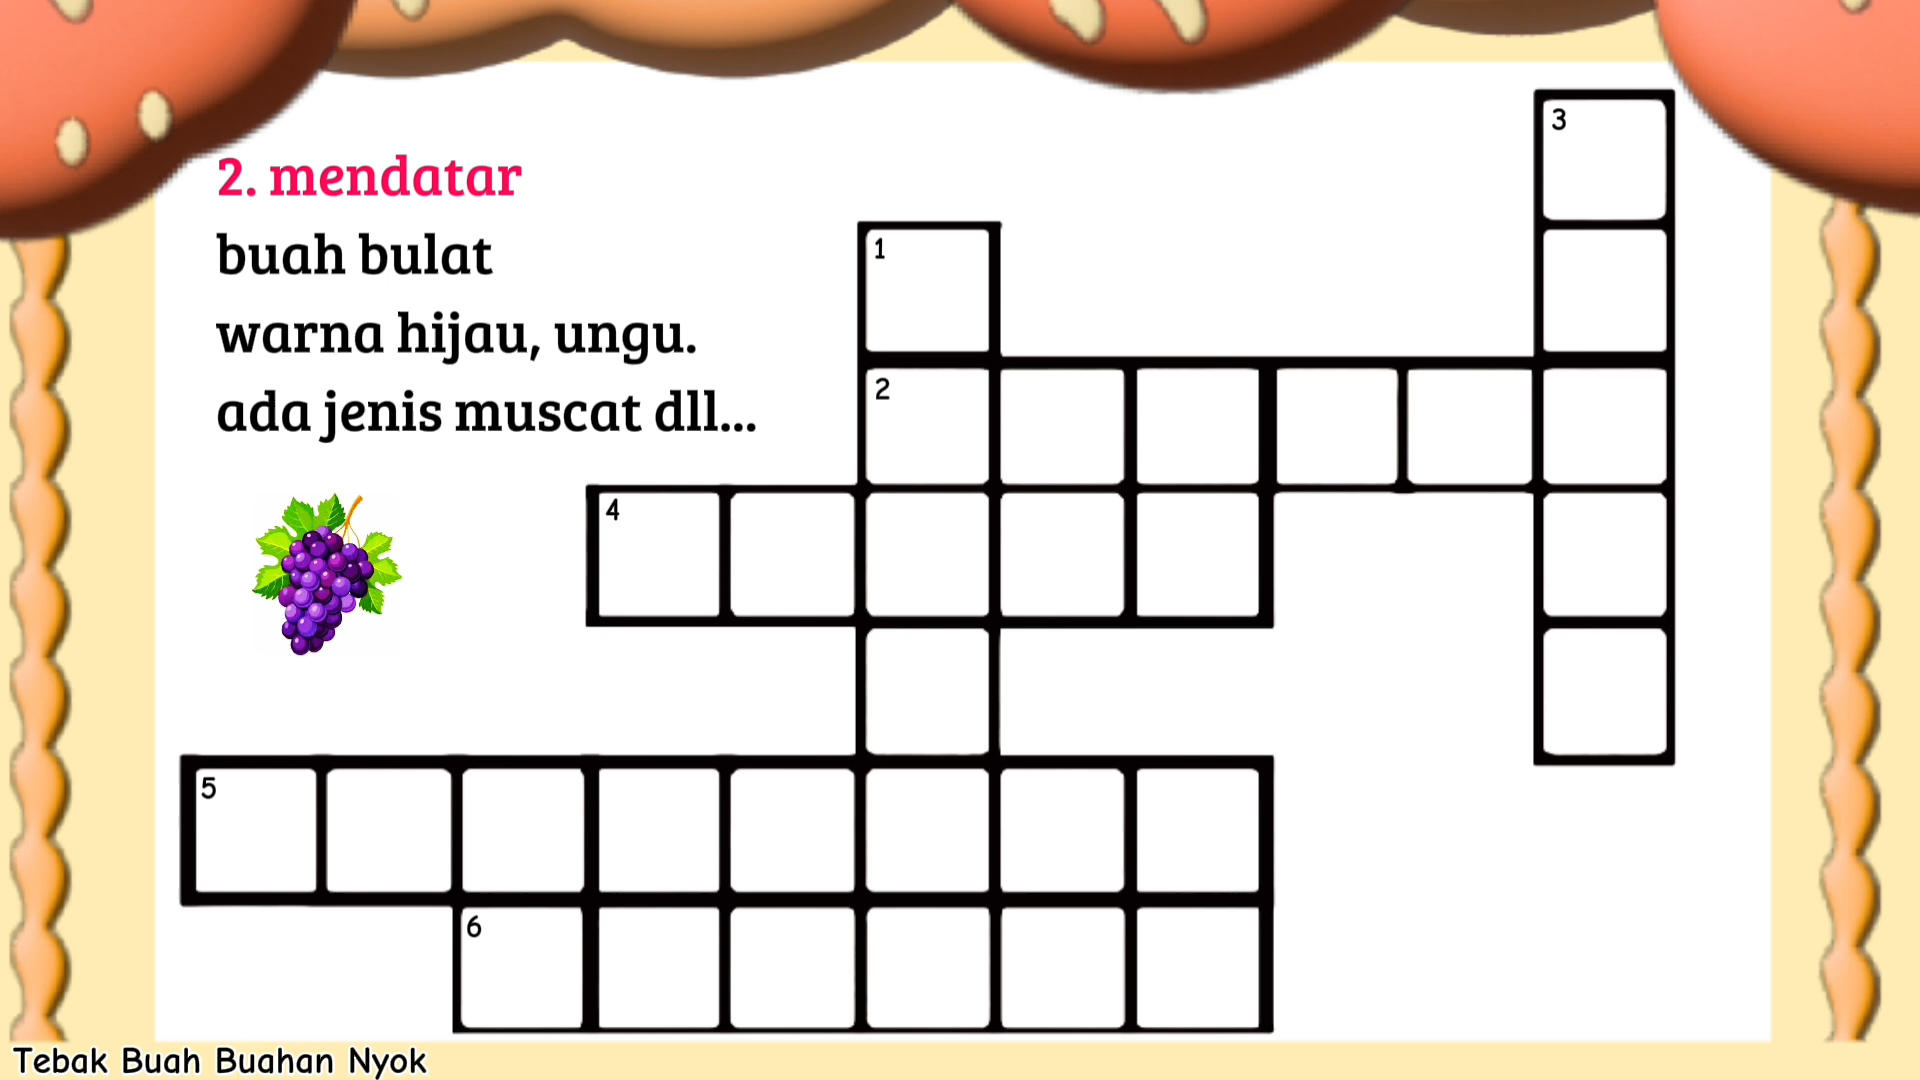 3
2. mendatar
1
buah bulat
warna hijau, ungu.
2
ada jenis muscat dll...
4
5
6
Tebak Buah Buahan Nyok